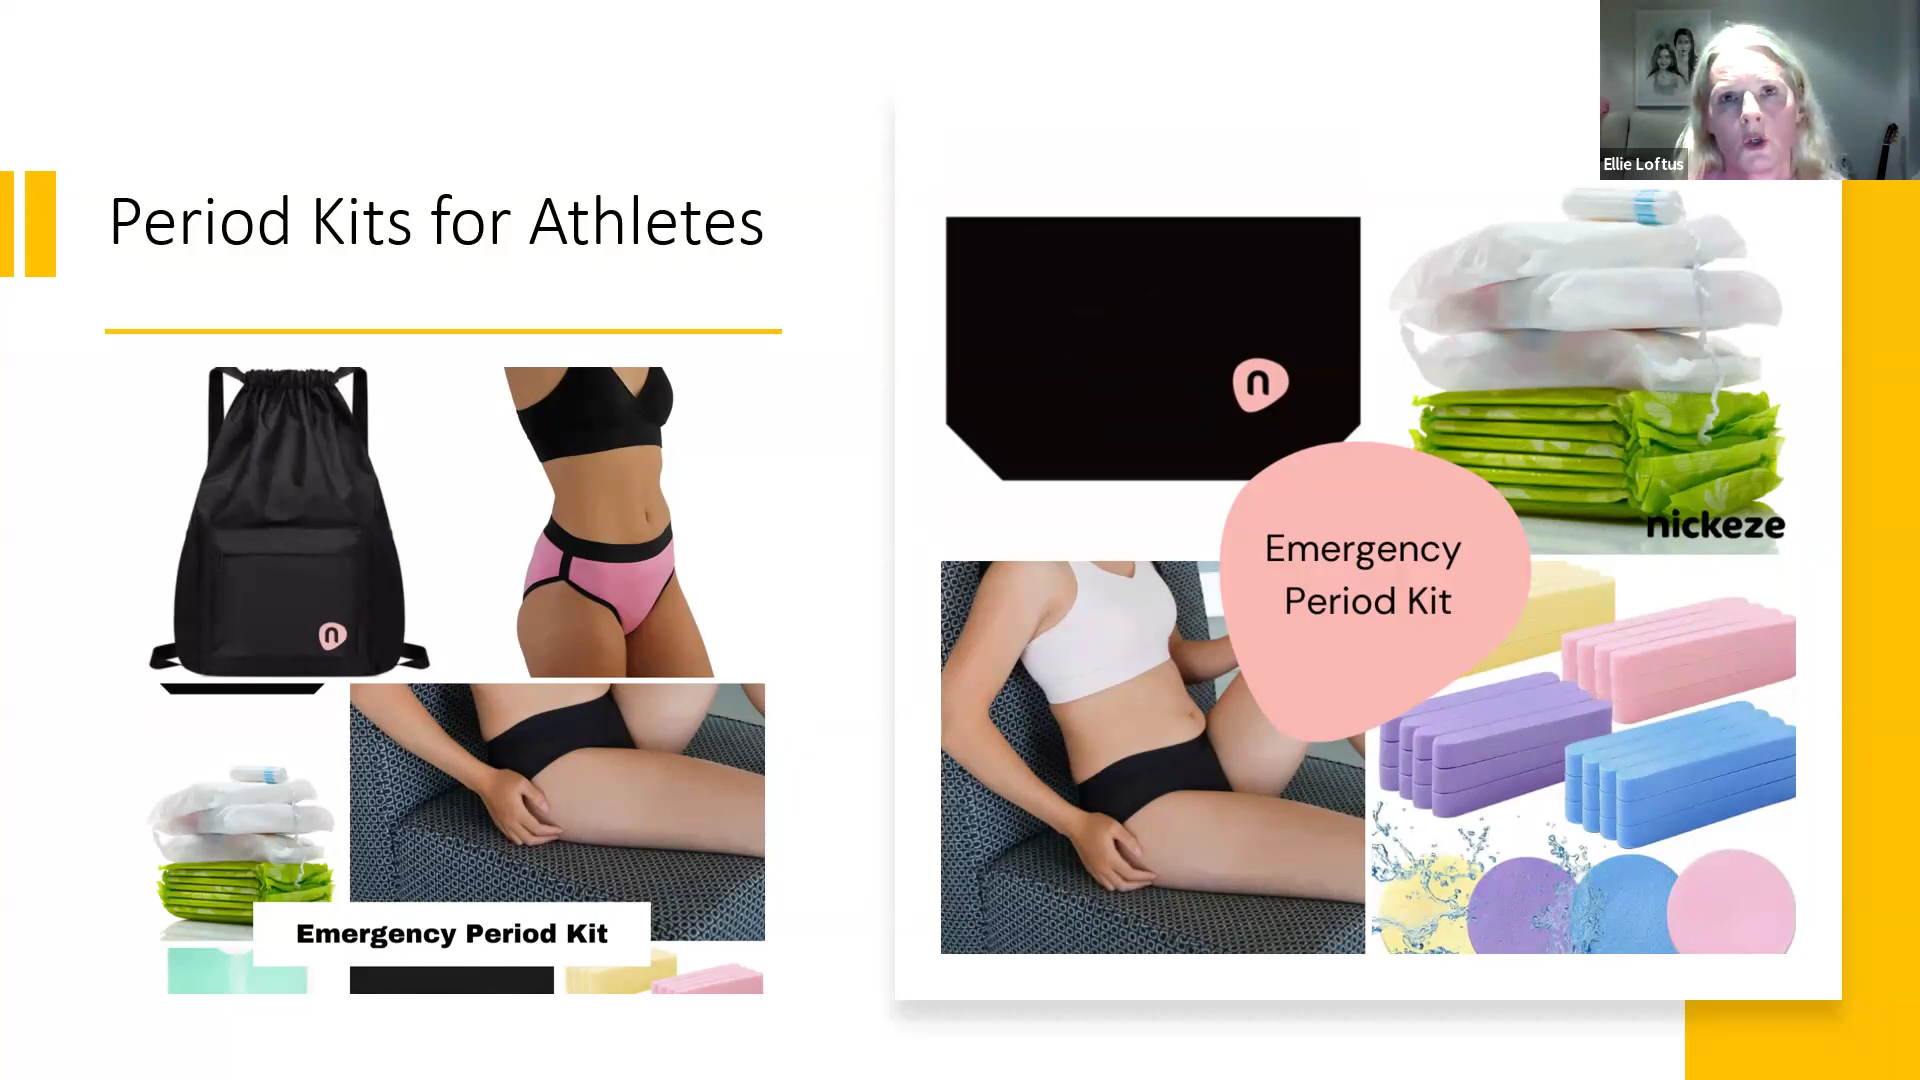 Ellie Loftus
Period Kits for Athletes
n
n
nickeze
Emergency
Period Kit
Emergency Period Kit